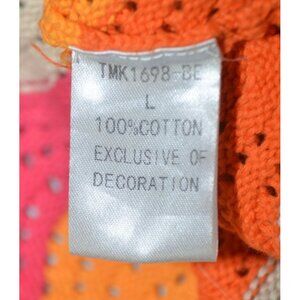 TMK1698-BE
L
100%COTTON
EXCLUSIVE OF
DECORATION